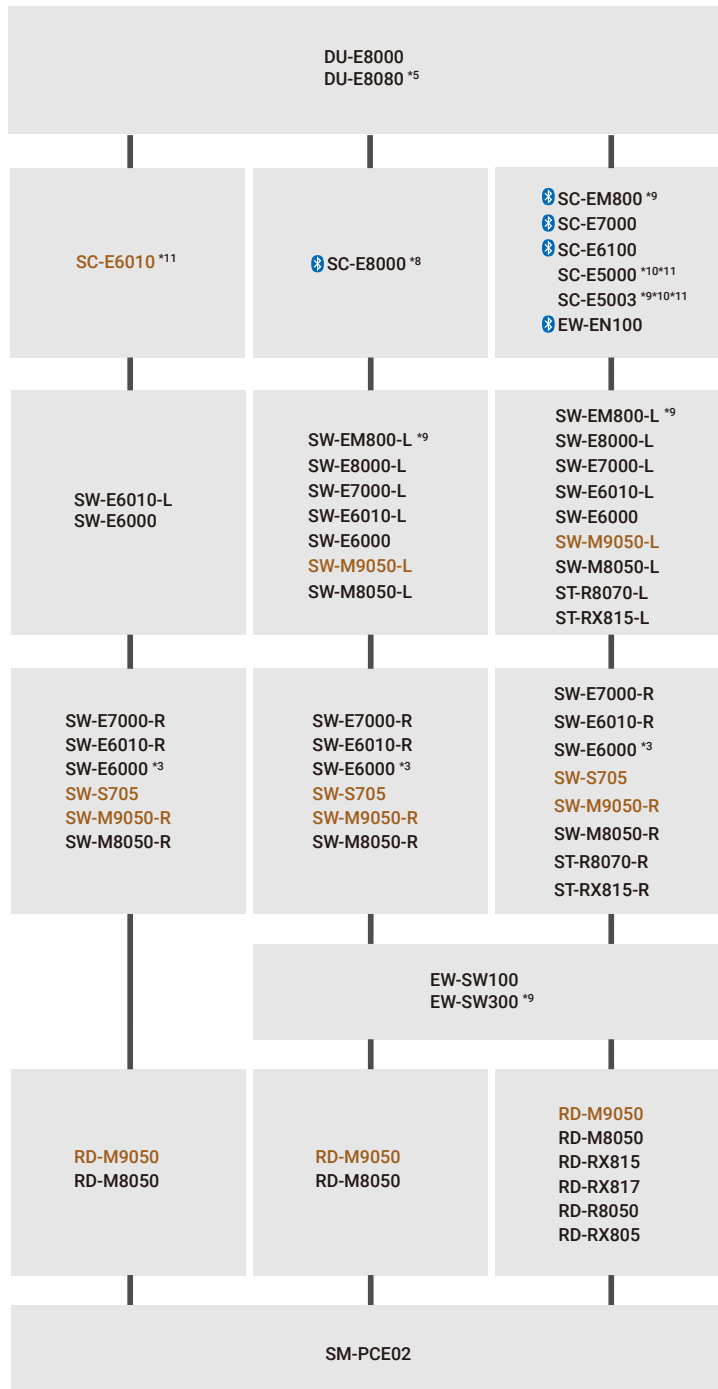 DU-E8000
DU-E8080 *5
SC-E6010 *11
SC-E8000 *8
SC-EM800 *9
SC-E7000
SC-E6100
SC-E5000 *10*11
SC-E5003 *9*10*11
EW-EN100
SW-E6010-L
SW-E6000
SW-EM800-L *9
SW-E8000-L
SW-E7000-L
SW-E6010-L
SW-E6000
SW-M9050-L
SW-M8050-L
SW-EM800-L *9
SW-E8000-L
SW-E7000-L
SW-E6010-L
SW-E6000
SW-M9050-L
SW-M8050-L
ST-R8070-L
ST-RX815-L
SW-E7000-R
SW-E6010-R
SW-E6000 *3
SW-S705
SW-M9050-R
SW-M8050-R
SW-E7000-R
SW-E6010-R
SW-E6000 *3
SW-S705
SW-M9050-R
SW-M8050-R
SW-E7000-R
SW-E6010-R
SW-E6000 *3
SW-S705
SW-M9050-R
SW-M8050-R
ST-R8070-R
ST-RX815-R
EW-SW100
EW-SW300 *9
RD-M9050
RD-M8050
RD-M9050
RD-M8050
RD-M9050
RD-M8050
RD-RX815
RD-RX817
RD-R8050
RD-RX805
SM-PCE02